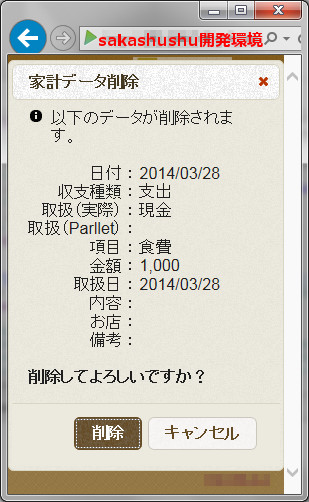 sakashushu開発環境
家計データ削除
以下のデータが削除されま
す。
日付： 2014/03/28
収支種類： 支出
取扱(実際)： 現金
取扱(Parllet)：
項目： 食費
金額： 1,000
取扱日： 2014/03/28
内容：
お店：
備考：
削除してよろしいですか？
削除 キャンセル